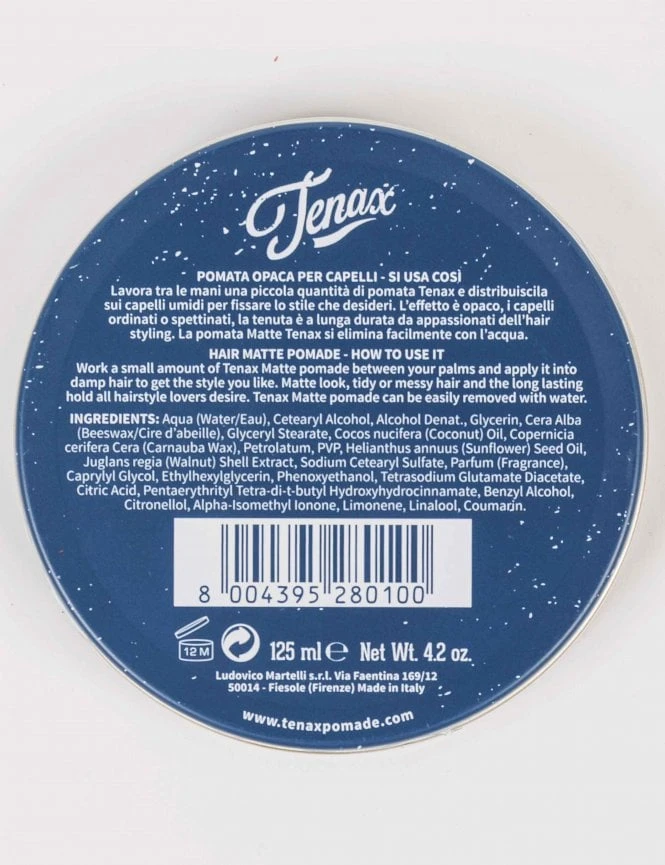 Tenax
POMATA OPACA PER CAPELLI - SI USA COSÌ
Lavora tra le mani una piccola quantità di pomata Tenax e distribuiscila
sui capelli umidi per fissare lo stile che desideri. L'effetto è opaco, i capelli
ordinati o spettinati, la tenuta è a lunga durata da appassionati dell'hair
styling. La pomata Matte Tenax si elimina facilmente con l'acqua.
HAIR MATTE POMADE - HOW TO USE IT
Work a small amount of Tenax Matte pomade between your palms and apply it into
damp hair to get the style you like. Matte look, tidy or messy hair and the long lasting
hold all hairstyle lovers desire. Tenax Matte pomade can be easily removed with water.
INGREDIENTS: Aqua (Water/Eau), Cetearyl Alcohol, Alcohol Denat., Glycerin, Cera Alba
(Beeswax/Cire d'abeille), Glyceryl Stearate, Cocos nucifera (Coconut) Oil, Copernicia
cerifera Cera (Carnauba Wax), Petrolatum, PVP, Helianthus annuus (Sunflower) Seed Oil,
Juglans regia (Walnut) Shell Extract, Sodium Cetearyl Sulfate, Parfum (Fragrance),
Caprylyl Glycol, Ethylhexylglycerin, Phenoxyethanol, Tetrasodium Glutamate Diacetate,
Citric Acid, Pentaerythrityl Tetra-di-t-butyl Hydroxyhydrocinnamate, Benzyl Alcohol,
Citronellol, Alpha-Isomethyl Ionone, Limonene, Linalool, Coumarin.
8 004395 280100
12 M 125 ml e Net Wt. 4.2 oz.
Ludovico Martelli s.r.l. Via Faentina 169/12
50014 - Fiesole (Firenze) Made in Italy
www.tenaxpomade.com